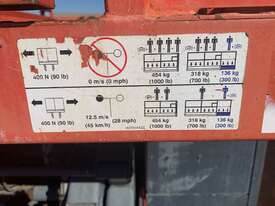 400 N (90 lb)
0 m/s (0 mph)
454 kg
(1000 lb)
318 kg
(700 lb)
136 kg
(300 lb)
400 N (90 lb)
12.5 m/s (28 mph)
(45 km/h)
454 kg
(1000 lb)
318 kg
(700 lb)
136 kg
(300 lb)